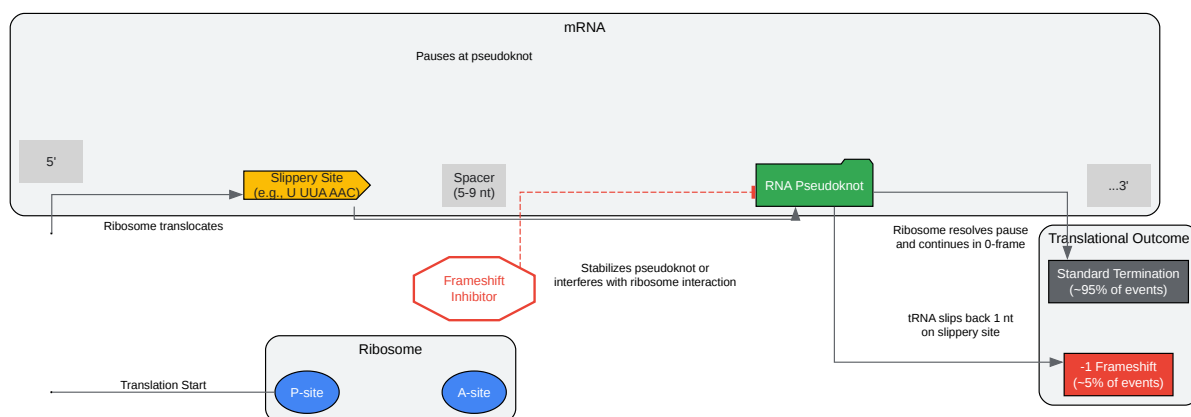 mRNA
Pauses at pseudoknot
5'
Slippery Site
(e.g., U UUA AAC)
Spacer
(5-9 nt)
RNA Pseudoknot
...3'
Ribosome translocates
Ribosome resolves pause
and continues in 0-frame
Translational Outcome
Frameshift
Inhibitor
Stabilizes pseudoknot or
interferes with ribosome interaction
Standard Termination
(~95% of events)
tRNA slips back 1 nt
on slippery site
Ribosome
-1 Frameshift
(~5% of events)
Translation Start
P-site
A-site